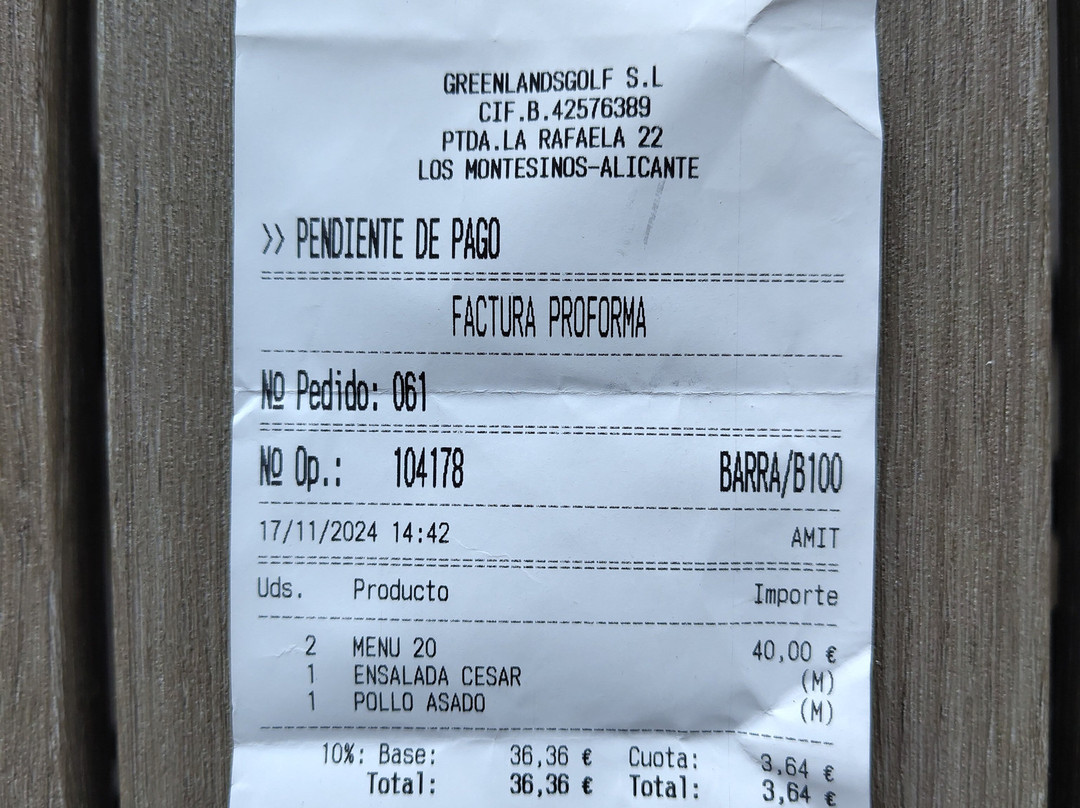 GREENLANDSGOLF S.L
CIF.B.42576389
PTDA.LA RAFAELA 22
LOS MONTESINOS-ALICANTE
>> PENDIENTE DE PAGO
FACTURA PROFORMA
Nº Pedido: 061
Nº Op.: 104178 BARRA/B100
17/11/2024 14:42 AMIT
Uds. Producto Importe
2 MENU 20 40,00 €
1 ENSALADA CESAR (M)
1 POLLO ASADO (M)
10%: Base: 36,36 € Cuota: 3,64 €
Total: 36,36 € Total: 3,64 €